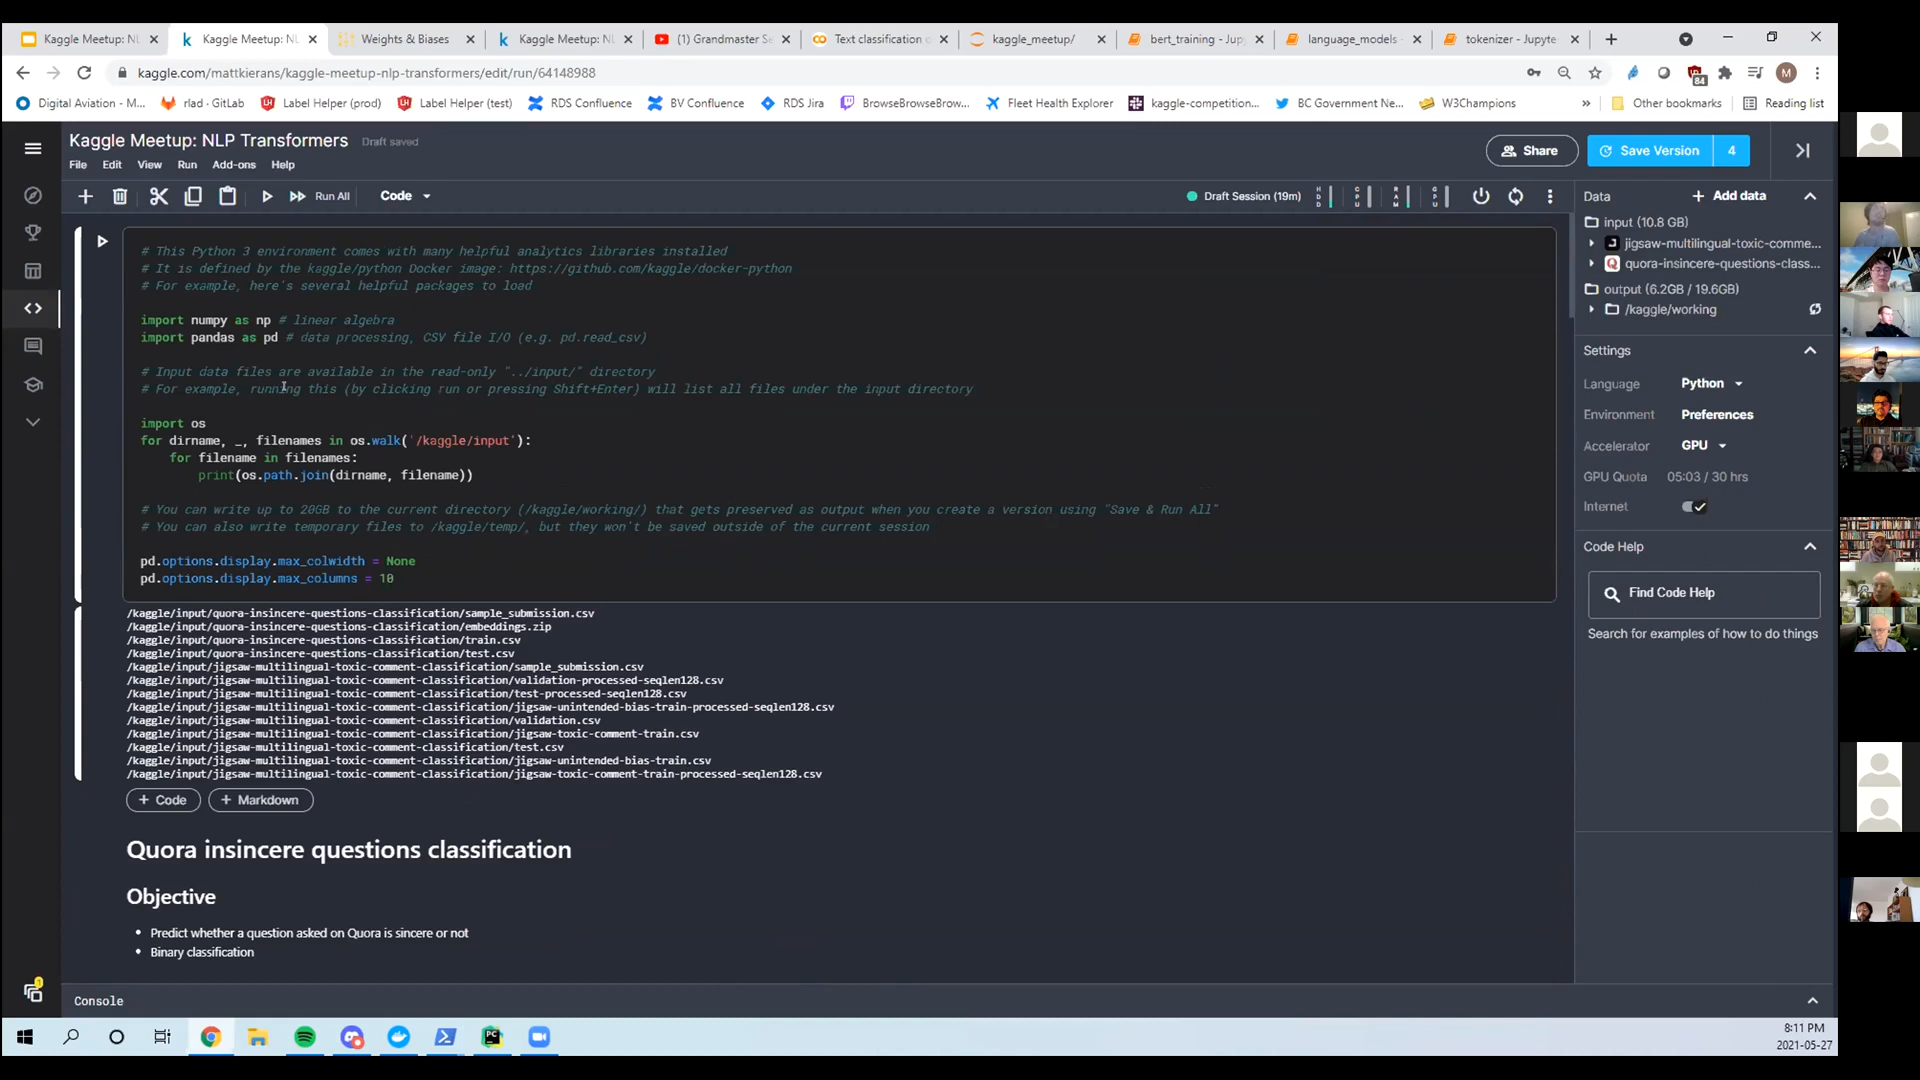 Kaggle Meetup: NL
Kaggle Meetup: NL
Weights & Biases
Kaggle Meetup: NL
(1) Grandmaster Se
Text classification
kaggle_meetup/
bert_training - Jup
language_models -
tokenizer - Jupyte
kaggle.com/mattkierans/kaggle-meetup-nlp-transformers/edit/run/64148988
84
M
Digital Aviation - M...
rlad · GitLab
Label Helper (prod)
Label Helper (test)
RDS Confluence
BV Confluence
RDS Jira
BrowseBrowseBrow...
Fleet Health Explorer
kaggle-competition...
BC Government Ne...
W3Champions
»
Other bookmarks
Reading list
Kaggle Meetup: NLP Transformers
Draft saved
File Edit View Run Add-ons Help
Share
Save Version
4
Run All
Code
Draft Session (19m)
HDD
CPU
RAM
GPU
# This Python 3 environment comes with many helpful analytics libraries installed
# It is defined by the kaggle/python Docker image: https://github.com/kaggle/docker-python
# For example, here's several helpful packages to load
import numpy as np # linear algebra
import pandas as pd # data processing, CSV file I/O (e.g. pd.read_csv)
# Input data files are available in the read-only "../input/" directory
# For example, running this (by clicking run or pressing Shift+Enter) will list all files under the input directory
import os
for dirname, _, filenames in os.walk('/kaggle/input'):
for filename in filenames:
print(os.path.join(dirname, filename))
# You can write up to 20GB to the current directory (/kaggle/working/) that gets preserved as output when you create a version using "Save & Run All"
# You can also write temporary files to /kaggle/temp/, but they won't be saved outside of the current session
pd.options.display.max_colwidth = None
pd.options.display.max_columns = 10
/kaggle/input/quora-insincere-questions-classification/sample_submission.csv
/kaggle/input/quora-insincere-questions-classification/embeddings.zip
/kaggle/input/quora-insincere-questions-classification/train.csv
/kaggle/input/quora-insincere-questions-classification/test.csv
/kaggle/input/jigsaw-multilingual-toxic-comment-classification/sample_submission.csv
/kaggle/input/jigsaw-multilingual-toxic-comment-classification/validation-processed-seqlen128.csv
/kaggle/input/jigsaw-multilingual-toxic-comment-classification/test-processed-seqlen128.csv
/kaggle/input/jigsaw-multilingual-toxic-comment-classification/jigsaw-unintended-bias-train-processed-seqlen128.csv
/kaggle/input/jigsaw-multilingual-toxic-comment-classification/validation.csv
/kaggle/input/jigsaw-multilingual-toxic-comment-classification/jigsaw-toxic-comment-train.csv
/kaggle/input/jigsaw-multilingual-toxic-comment-classification/test.csv
/kaggle/input/jigsaw-multilingual-toxic-comment-classification/jigsaw-unintended-bias-train.csv
/kaggle/input/jigsaw-multilingual-toxic-comment-classification/jigsaw-toxic-comment-train-processed-seqlen128.csv
+ Code
+ Markdown
Quora insincere questions classification
Objective
• Predict whether a question asked on Quora is sincere or not
• Binary classification
Console
Data
+ Add data
input (10.8 GB)
jigsaw-multilingual-toxic-comme...
quora-insincere-questions-class...
output (6.2GB / 19.6GB)
/kaggle/working
Settings
Language Python
Environment Preferences
Accelerator GPU
GPU Quota 05:03 / 30 hrs
Internet
Code Help
Find Code Help
Search for examples of how to do things
8:11 PM
2021-05-27